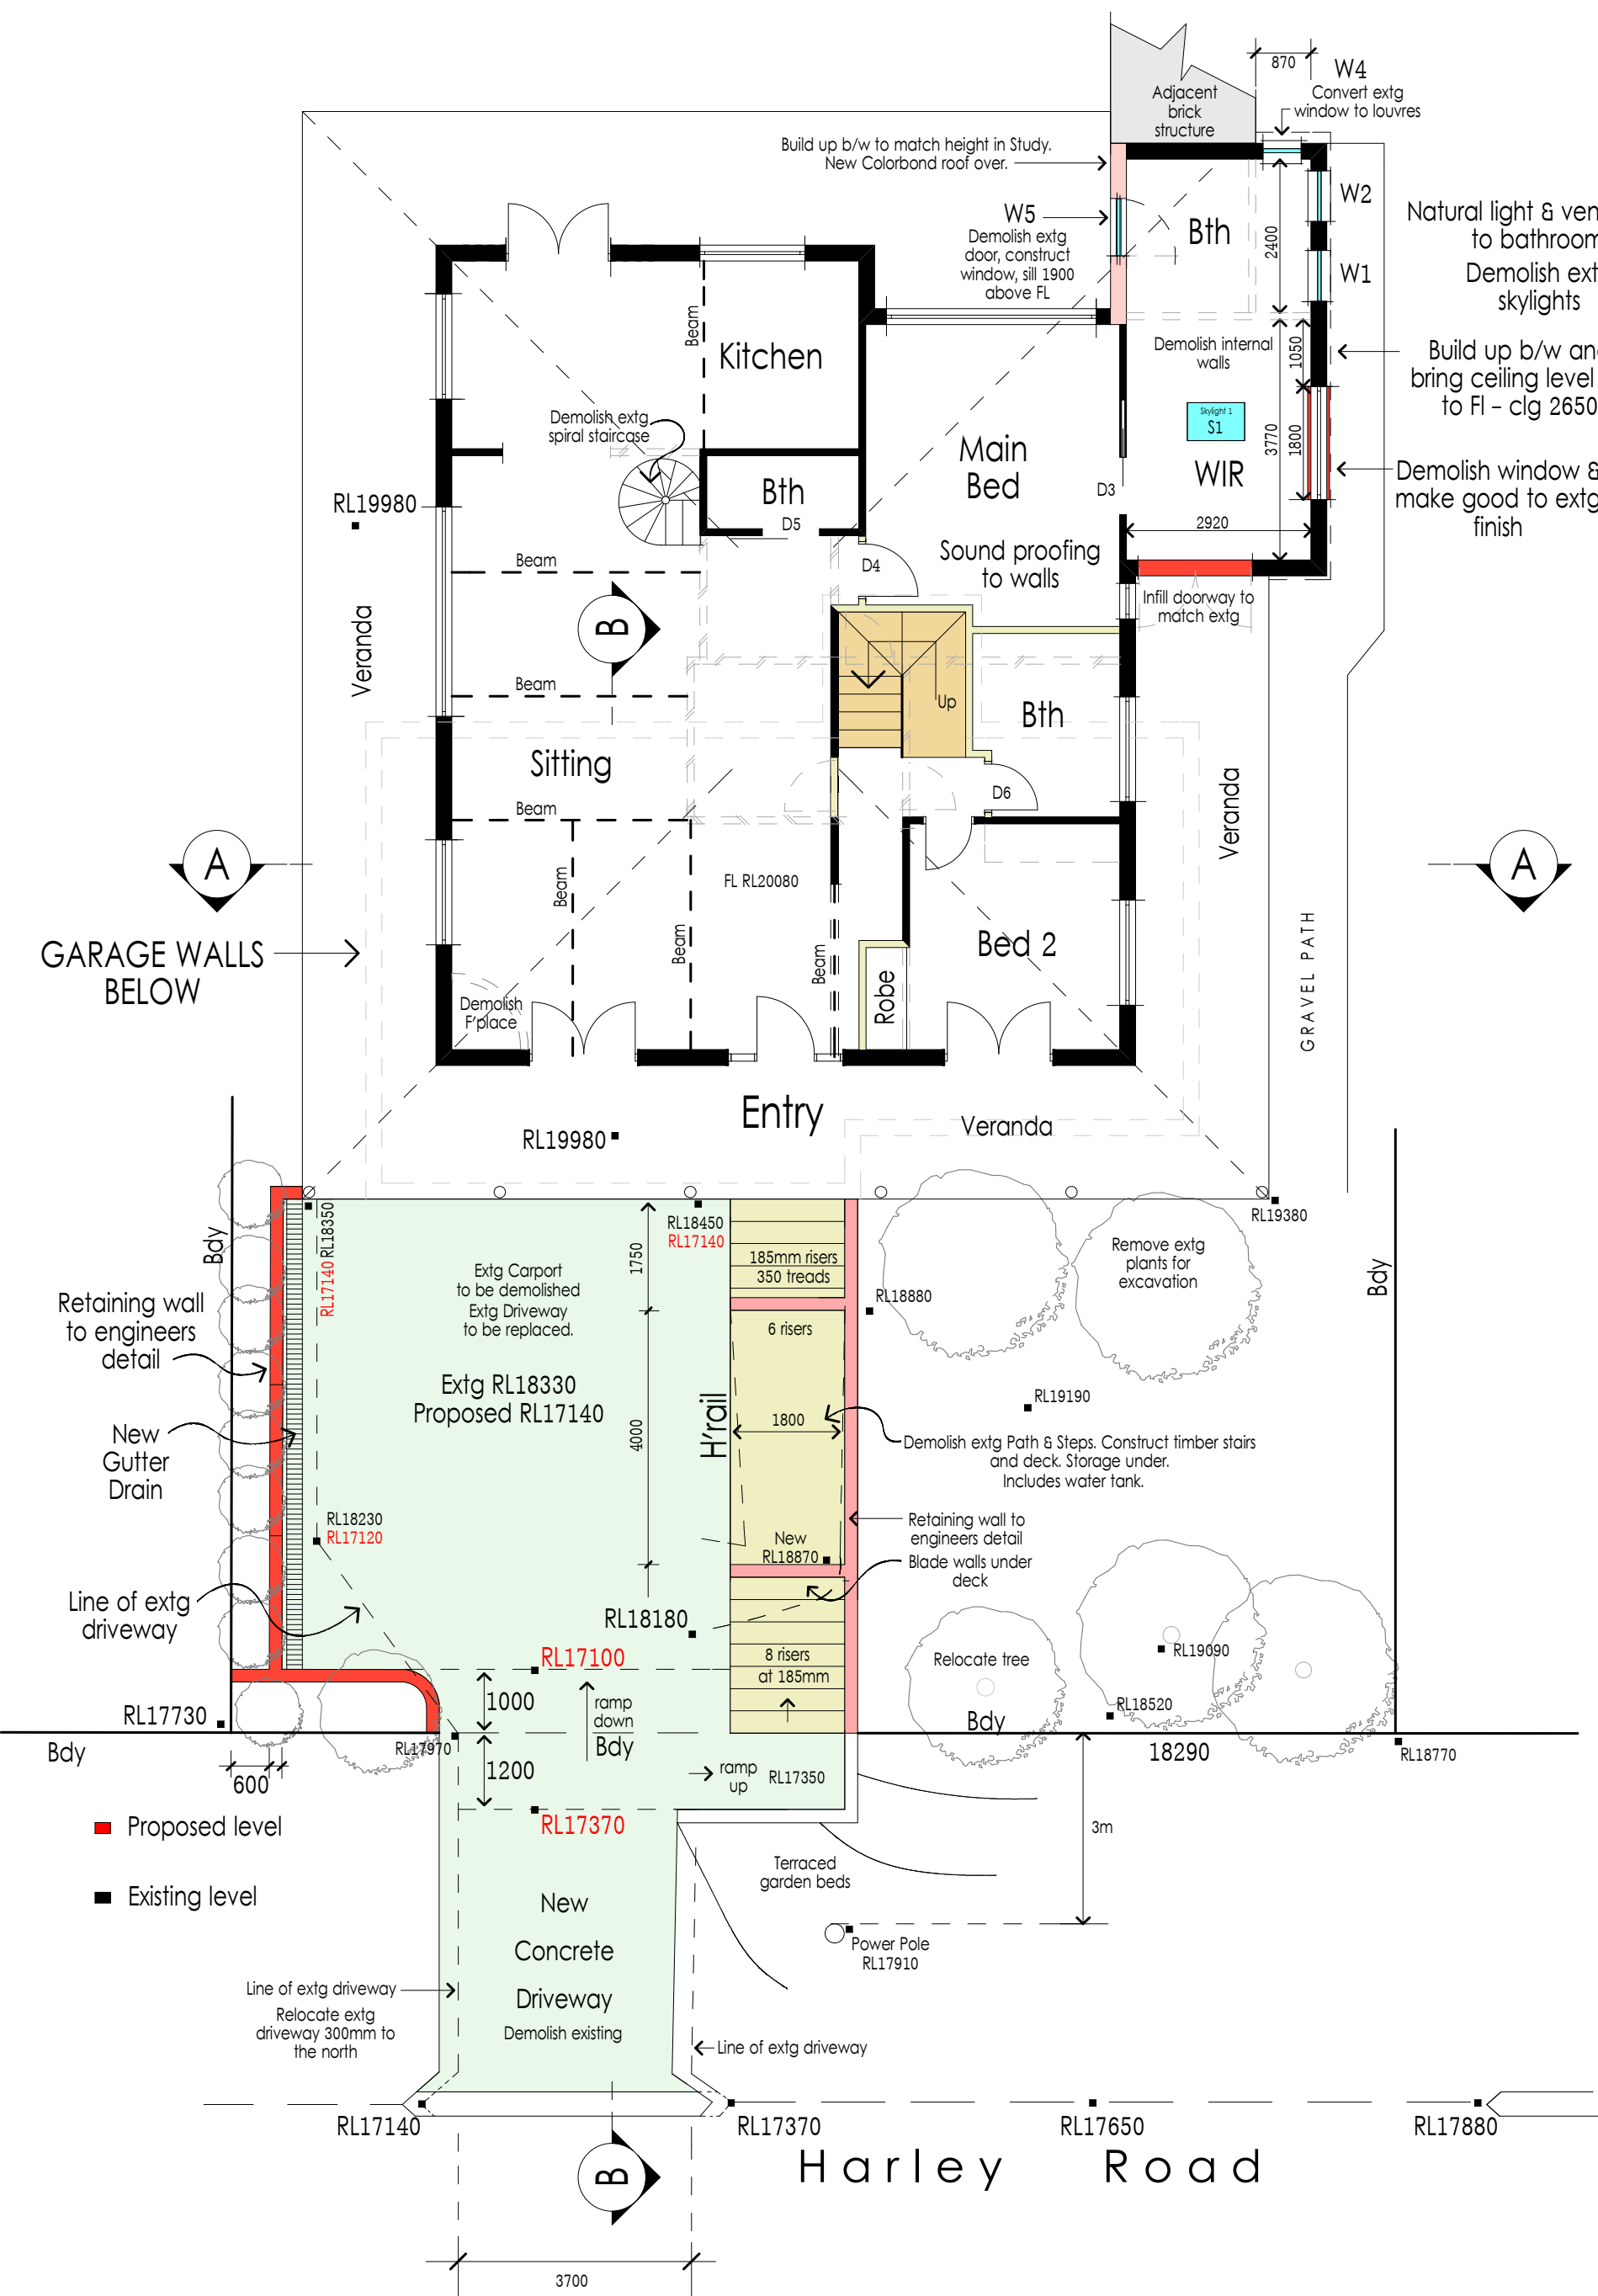 870
W4
Convert extg
window to louvres
Adjacent
brick
structure
Build up b/w to match height in Study.
New Colorbond roof over.
W5
Demolish extg
door, construct
window, sill 1900
above FL
Bth
2400
W2
W1
Natural light & ven
to bathroom
Demolish ext
skylights
Build up b/w an
bring ceiling level
to Fl - clg 2650
Demolish window &
make good to extg
finish
Demolish internal
walls
1050
Skylight 1
S1
3770
1800
WIR
2920
D3
Infill doorway to
match extg
Beam
Kitchen
Demolish extg
spiral staircase
Bth
D5
Main
Bed
D4
Sound proofing
to walls
RL19980
Veranda
Beam
B
Beam
Up
Bth
Sitting
D6
Beam
Veranda
A
A
Beam
FL RL20080
Beam
Beam
Bed 2
Robe
GARAGE WALLS
BELOW
Demolish
F'place
GRAVEL PATH
Entry
Veranda
RL19980
Bdy
RL18350
RL17140
RL18450
RL17140
1750
185mm risers
350 treads
RL19380
Remove extg
plants for
excavation
Bdy
Extg Carport
to be demolished
Extg Driveway
to be replaced.
RL18880
Retaining wall
to engineers
detail
6 risers
Extg RL18330
Proposed RL17140
RL19190
H'rail
1800
4000
New
Gutter
Drain
Demolish extg Path & Steps. Construct timber stairs
and deck. Storage under.
Includes water tank.
RL18230
RL17120
Retaining wall to
engineers detail
New
RL18870
Blade walls under
deck
Line of extg
driveway
RL18180
RL17100
8 risers
at 185mm
Relocate tree
RL19090
1000
ramp
down
RL17730
RL18520
Bdy
Bdy
RL17970
Bdy
18290
RL18770
600
1200
ramp
up
RL17350
RL17370
Proposed level
3m
Existing level
Terraced
garden beds
New
Concrete
Driveway
Demolish existing
Power Pole
RL17910
Line of extg driveway
Relocate extg
driveway 300mm to
the north
Line of extg driveway
RL17140
RL17370
RL17650
RL17880
Harley Road
B
3700